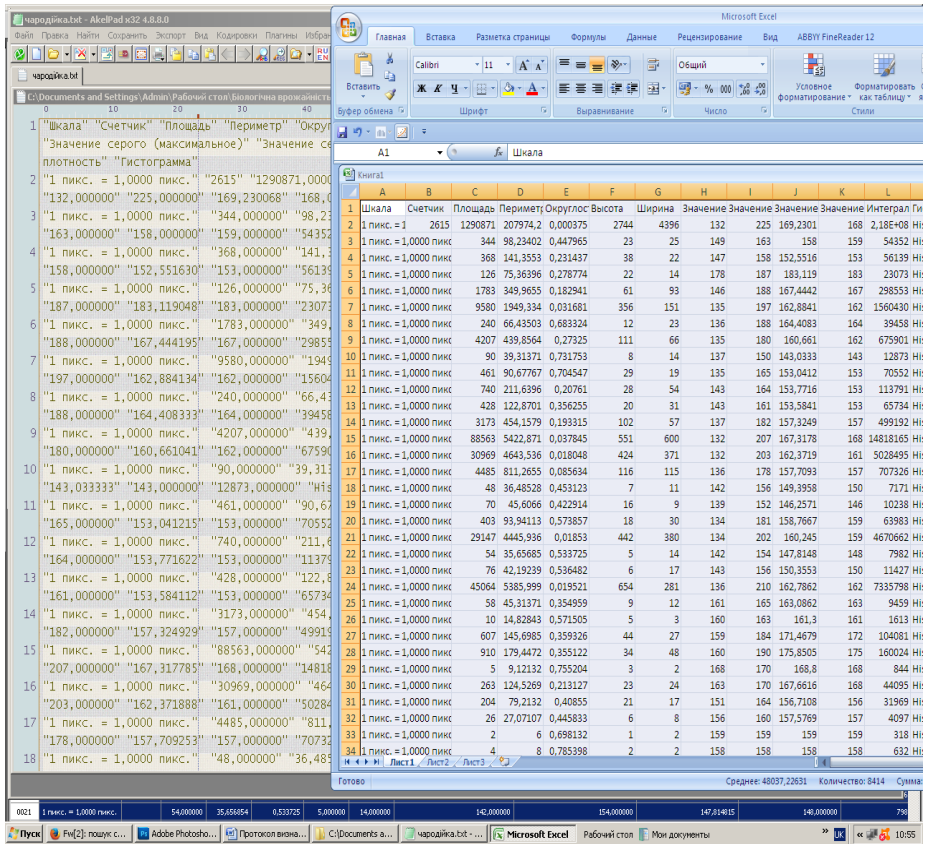 чародійка.txt - AkelPad x32 4.8.8.0
Файл Правка Найти Сохранить Экспорт Вид Кодировки Плагины Избран
чародійка.txt
C:\Documents and Settings\Admin\Рабочий стол\Біологічна врожайність
0 10 20 30 40
1 "Шкала" "Счетчик" "Площадь" "Периметр" "Округ
"Значение серого (максимальное)" "Значение се
плотность" "Гистограмма"
2 "1 пикс. = 1,0000 пикс." "2615" "1290871,0000
"132,000000" "225,000000" "169,230068" "168,0
3 "1 пикс. = 1,0000 пикс." "344,000000" "98,23
"163,000000" "158,000000" "159,000000" "54352
4 "1 пикс. = 1,0000 пикс." "368,000000" "141,3
"158,000000" "152,551630" "153,000000" "56139
5 "1 пикс. = 1,0000 пикс." "126,000000" "75,36
"187,000000" "183,119048" "183,000000" "23073
6 "1 пикс. = 1,0000 пикс." "1783,000000" "349,
"188,000000" "167,444195" "167,000000" "29855
7 "1 пикс. = 1,0000 пикс." "9580,000000" "1949
"197,000000" "162,884134" "162,000000" "15604
8 "1 пикс. = 1,0000 пикс." "240,000000" "66,43
"188,000000" "164,408333" "164,000000" "39458
9 "1 пикс. = 1,0000 пикс." "4207,000000" "439,
"180,000000" "160,661041" "162,000000" "67590
10 "1 пикс. = 1,0000 пикс." "90,000000" "39,313
"143,033333" "143,000000" "12873,000000" "His
11 "1 пикс. = 1,0000 пикс." "461,000000" "90,67
"165,000000" "153,041215" "153,000000" "70552
12 "1 пикс. = 1,0000 пикс." "740,000000" "211,6
"164,000000" "153,771622" "153,000000" "11379
13 "1 пикс. = 1,0000 пикс." "428,000000" "122,8
"161,000000" "153,584112" "153,000000" "65734
14 "1 пикс. = 1,0000 пикс." "3173,000000" "454,
"182,000000" "157,324929" "157,000000" "49919
15 "1 пикс. = 1,0000 пикс." "88563,000000" "542
"207,000000" "167,317785" "168,000000" "14818
16 "1 пикс. = 1,0000 пикс." "30969,000000" "464
"203,000000" "162,371888" "161,000000" "50284
17 "1 пикс. = 1,0000 пикс." "4485,000000" "811,
"178,000000" "157,709253" "157,000000" "70732
18 "1 пикс. = 1,0000 пикс." "48,000000" "36,485
Microsoft Excel
Главная Вставка Разметка страницы Формулы Данные Рецензирование Вид ABBYY FineReader 12
Вставить Calibri 11 Общий Условное форматирование Форматировать как таблицу
Буфер обмена Шрифт Выравнивание Число Стили
A1 fx Шкала
Книга1
A B C D E F G H I J K L
1 Шкала Счетчик Площадь Периметр Округлос Высота Ширина Значение Значение Значение Значение Интеграл Ги
2 1 пикс. = 1 2615 1290871 207974,2 0,000375 2744 4396 132 225 169,2301 168 2,18E+08 His
3 1 пикс. = 1,0000 пикс 344 98,23402 0,447965 23 25 149 163 158 159 54352 His
4 1 пикс. = 1,0000 пикс 368 141,3553 0,231437 38 22 147 158 152,5516 153 56139 His
5 1 пикс. = 1,0000 пикс 126 75,36396 0,278774 22 14 178 187 183,119 183 23073 His
6 1 пикс. = 1,0000 пикс 1783 349,9655 0,182941 61 93 146 188 167,4442 167 298553 His
7 1 пикс. = 1,0000 пикс 9580 1949,334 0,031681 356 151 135 197 162,8841 162 1560430 His
8 1 пикс. = 1,0000 пикс 240 66,43503 0,683324 12 23 136 188 164,4083 164 39458 His
9 1 пикс. = 1,0000 пикс 4207 439,8564 0,27325 111 66 135 180 160,661 162 675901 His
10 1 пикс. = 1,0000 пикс 90 39,31371 0,731753 8 14 137 150 143,0333 143 12873 His
11 1 пикс. = 1,0000 пикс 461 90,67767 0,704547 29 19 135 165 153,0412 153 70552 His
12 1 пикс. = 1,0000 пикс 740 211,6396 0,20761 28 54 143 164 153,7716 153 113791 His
13 1 пикс. = 1,0000 пикс 428 122,8701 0,356255 20 31 143 161 153,5841 153 65734 His
14 1 пикс. = 1,0000 пикс 3173 454,1579 0,193315 102 57 137 182 157,3249 157 499192 His
15 1 пикс. = 1,0000 пикс 88563 5422,871 0,037845 551 600 132 207 167,3178 168 14818165 His
16 1 пикс. = 1,0000 пикс 30969 4643,536 0,018048 424 371 132 203 162,3719 161 5028495 His
17 1 пикс. = 1,0000 пикс 4485 811,2655 0,085634 116 115 136 178 157,7093 157 707326 His
18 1 пикс. = 1,0000 пикс 48 36,48528 0,453123 7 11 142 156 149,3958 150 7171 His
19 1 пикс. = 1,0000 пикс 70 45,6066 0,422914 16 9 139 152 146,2571 146 10238 His
20 1 пикс. = 1,0000 пикс 403 93,94113 0,573857 18 30 134 181 158,7667 159 63983 His
21 1 пикс. = 1,0000 пикс 29147 4445,936 0,01853 442 380 134 202 160,245 159 4670662 His
22 1 пикс. = 1,0000 пикс 54 35,65685 0,533725 5 14 142 154 147,8148 148 7982 His
23 1 пикс. = 1,0000 пикс 76 42,19239 0,536482 6 17 143 156 150,3553 150 11427 His
24 1 пикс. = 1,0000 пикс 45064 5385,999 0,019521 654 281 136 210 162,7862 162 7335798 His
25 1 пикс. = 1,0000 пикс 58 45,31371 0,354959 9 12 161 165 163,0862 163 9459 His
26 1 пикс. = 1,0000 пикс 10 14,82843 0,571505 5 3 160 163 161,3 161 1613 His
27 1 пикс. = 1,0000 пикс 607 145,6985 0,359326 44 27 159 184 171,4679 172 104081 His
28 1 пикс. = 1,0000 пикс 910 179,4472 0,355122 34 48 160 190 175,8505 175 160024 His
29 1 пикс. = 1,0000 пикс 5 9,12132 0,755204 3 2 168 170 168,8 168 844 His
30 1 пикс. = 1,0000 пикс 263 124,5269 0,213127 23 24 163 170 167,6616 168 44095 His
31 1 пикс. = 1,0000 пикс 204 79,2132 0,40855 21 17 151 164 156,7108 156 31969 His
32 1 пикс. = 1,0000 пикс 26 27,07107 0,445833 6 8 156 160 157,5769 157 4097 His
33 1 пикс. = 1,0000 пикс 2 6 0,698132 1 2 159 159 159 159 318 His
34 1 пикс. = 1,0000 пикс 4 8 0,785398 2 2 158 158 158 158 632 His
Лист1 Лист2 Лист3
Готово Среднее: 48037,22631 Количество: 8414 Сумма:
0021 1 пикс. = 1,0000 пикс. 54,000000 35,656854 0,533725 5,000000 14,000000 142,000000 154,000000 147,814815 148,000000 798
Пуск Fw[2]: пошук с... Adobe Photosho... Протокол визна... C:\Documents a... чародійка.txt - ... Microsoft Excel Рабочий стол Мои документы » UK « 10:55